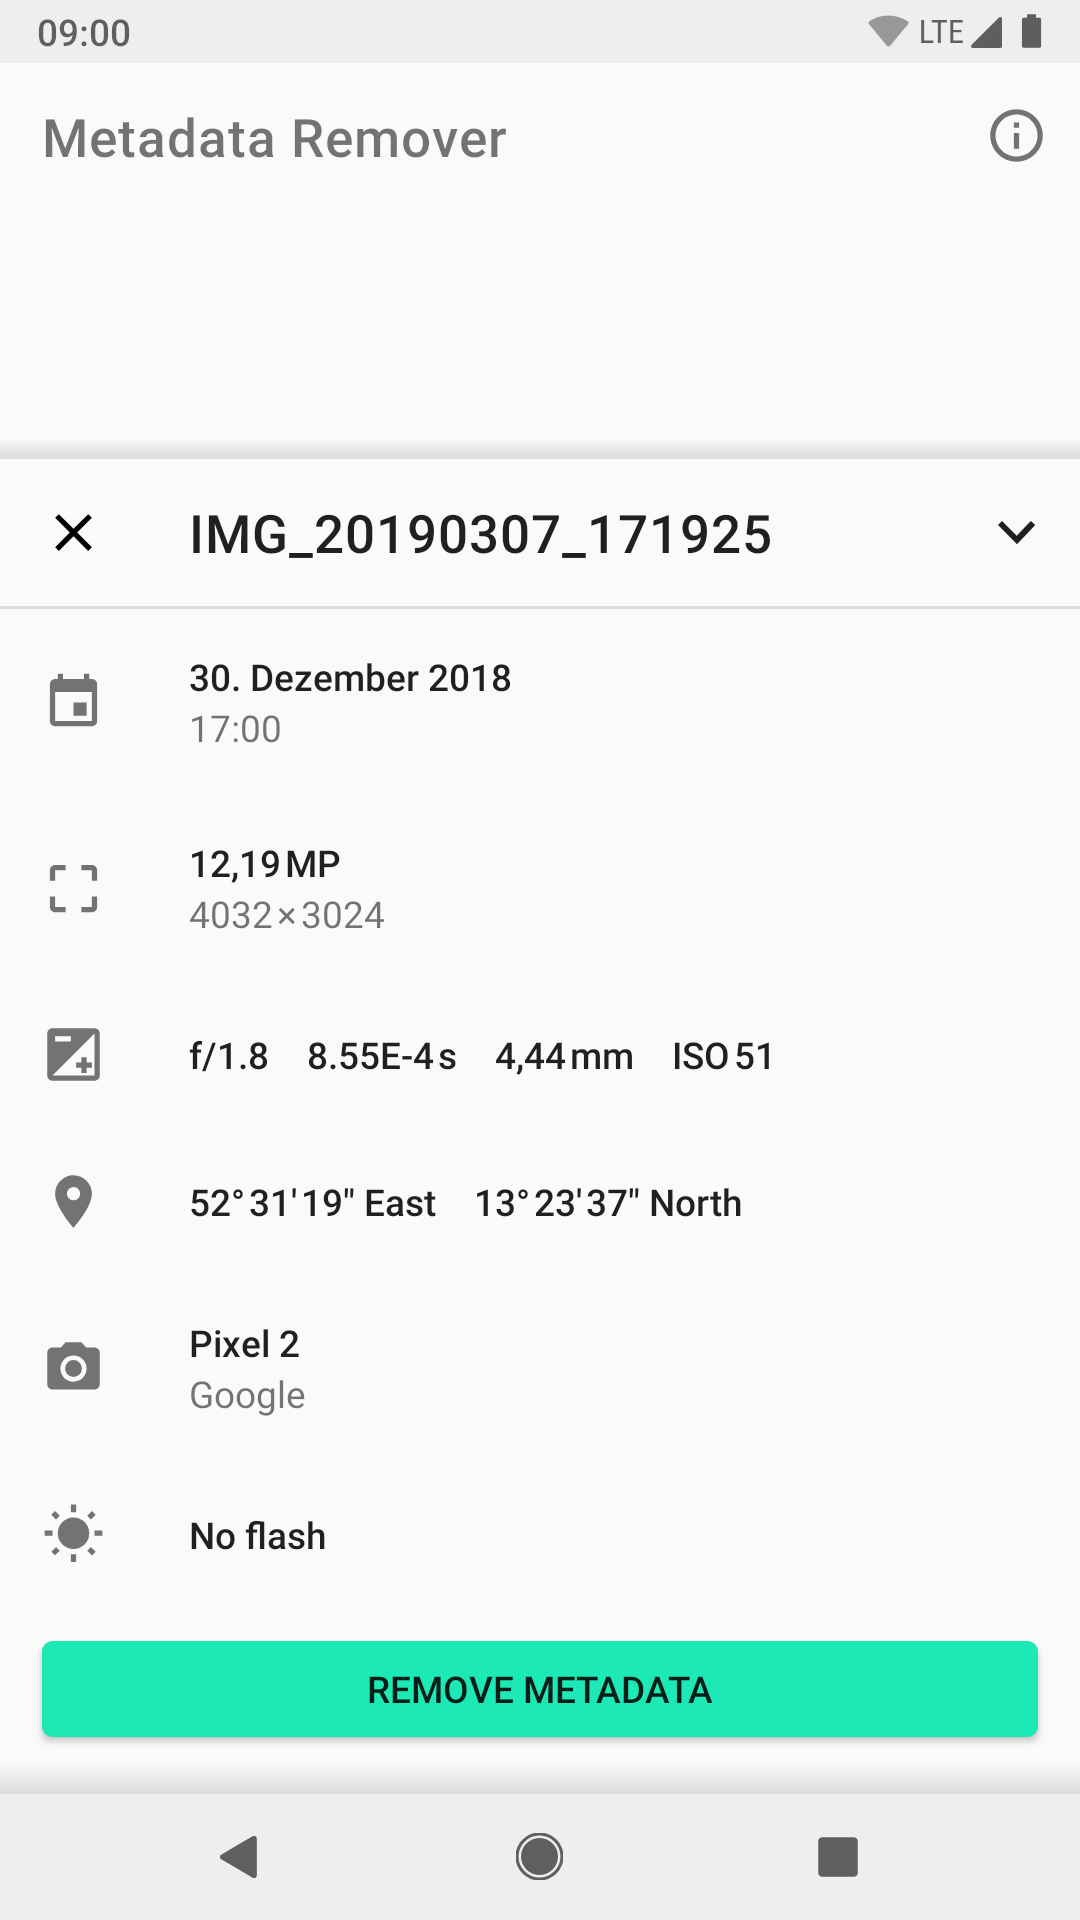 09:00 LTE
Metadata Remover
IMG_20190307_171925
30. Dezember 2018
17:00
12,19 MP
4032 × 3024
f/1.8 8.55E-4 s 4,44 mm ISO 51
52° 31' 19" East 13° 23' 37" North
Pixel 2
Google
No flash
REMOVE METADATA